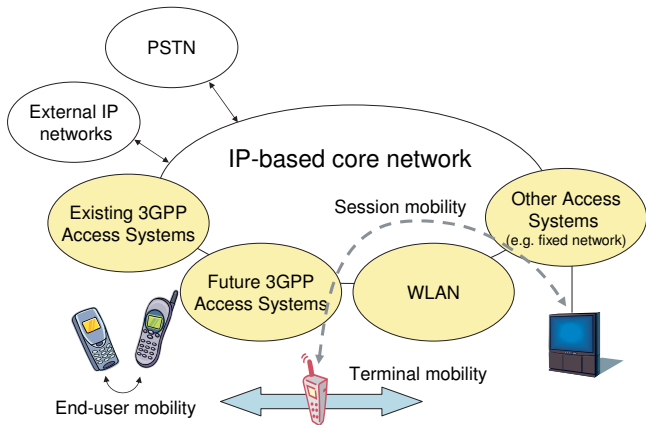 PSTN
External IP
networks
IP-based core network
Existing 3GPP
Access Systems
Session mobility
Other Access
Systems
(e.g. fixed network)
Future 3GPP
Access Systems
WLAN
Terminal mobility
End-user mobility